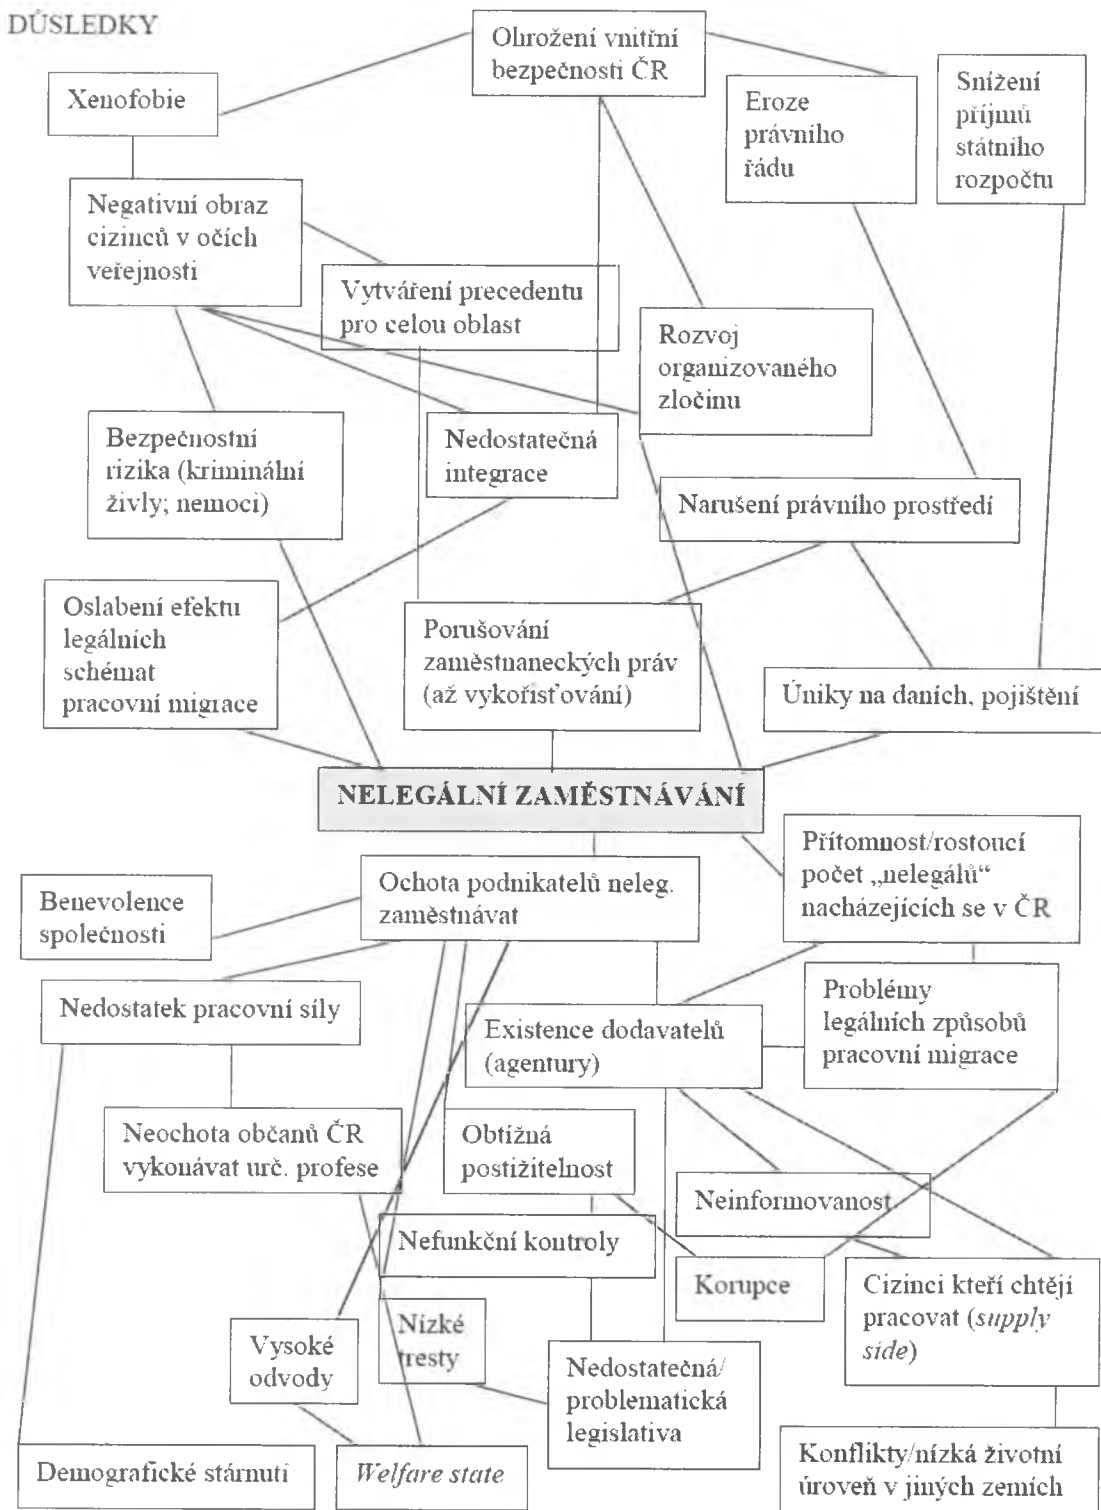 DŮSLEDKY
Ohrožení vnitřní
bezpečnosti ČR
Xenofobie
Eroze
právního
řádu
Snížení
příjmů
státního
rozpočtu
Negativní obraz
cizinců v očích
veřejnosti
Vytváření precedentu
pro celou oblast
Rozvoj
organizovaného
zločinu
Bezpečnostní
rizika (kriminální
živly; nemoci)
Nedostatečná
integrace
Narušení právního prostředí
Oslabení efektu
legálních
schémat
pracovní migrace
Porušování
zaměstnaneckých práv
(až vykořisťování)
Úniky na daních, pojištění
NELEGÁLNÍ ZAMĚSTNÁVÁNÍ
Přítomnost/rostoucí
počet „nelegálů“
nacházejících se v ČR
Ochota podnikatelů neleg.
zaměstnávat
Benevolence
společnosti
Nedostatek pracovní síly
Existence dodavatelů
(agentury)
Problémy
legálních způsobů
pracovní migrace
Neochota občanů ČR
vykonávat urč. profese
Obtížná
postižitelnost
Neinformovanost
Nefunkční kontroly
Korupce
Cizinci kteří chtějí
pracovat (supply
side)
Nízké
tresty
Vysoké
odvody
Nedostatečná/
problematická
legislativa
Demografické stárnutí
Welfare state
Konflikty/nízká životní
úroveň v jiných zemích